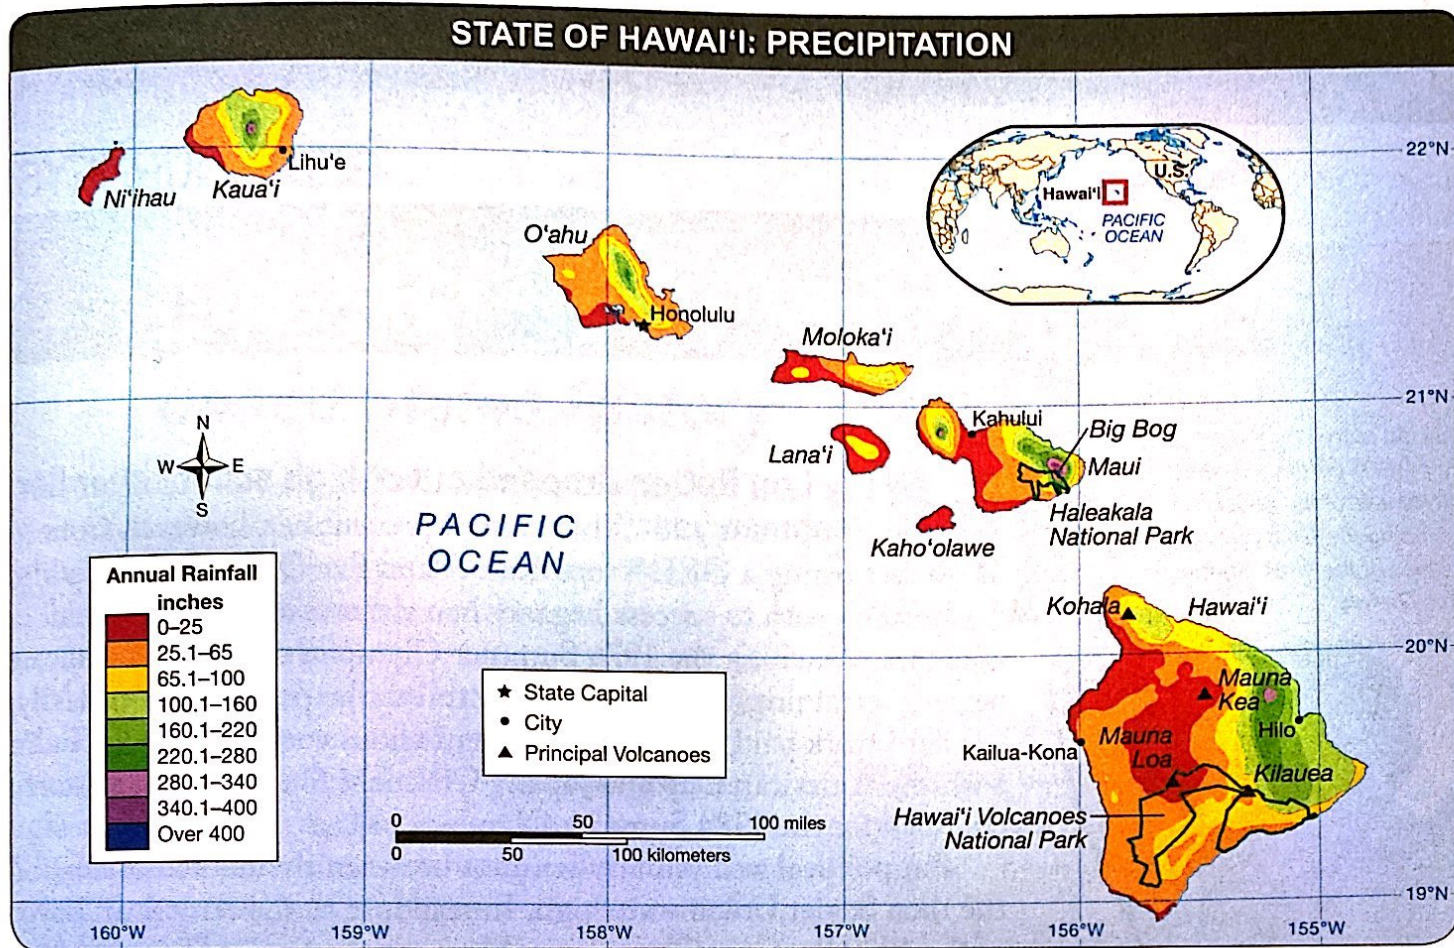 STATE OF HAWAI‘I: PRECIPITATION
22°N
Lihu‘e
Ni‘ihau
Kaua‘i
U.S.
Hawai‘i
PACIFIC
OCEAN
O‘ahu
Honolulu
Moloka‘i
21°N
Kahului
Big Bog
Lana‘i
Maui
N
W
E
S
Haleakala
National Park
Kaho‘olawe
PACIFIC
OCEAN
Annual Rainfall
inches
0–25
25.1–65
65.1–100
100.1–160
160.1–220
220.1–280
280.1–340
340.1–400
Over 400
State Capital
City
Principal Volcanoes
Kohala
Hawai‘i
20°N
Mauna
Kea
Hilo
Kailua-Kona
Mauna
Loa
Kilauea
Hawai‘i Volcanoes
National Park
0 50 100 miles
0 50 100 kilometers
19°N
160°W
159°W
158°W
157°W
156°W
155°W